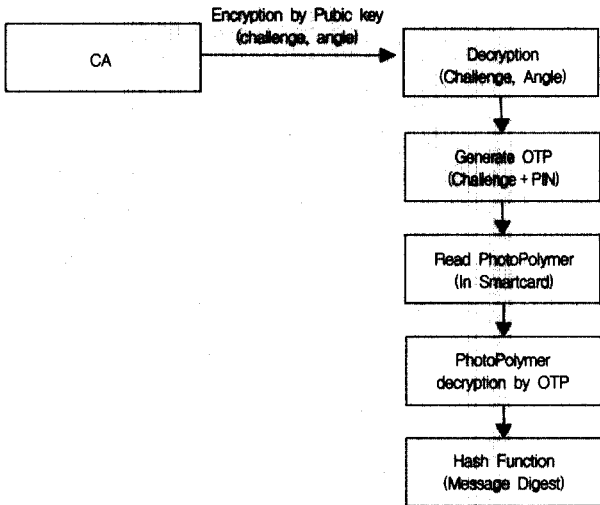 Encryption by Pubic key
(challenge, angle)
CA
Decryption
(Challenge, Angle)
Generate OTP
(Challenge + PIN)
Read PhotoPolymer
(In Smartcard)
PhotoPolymer
decryption by OTP
Hash Function
(Message Digest)